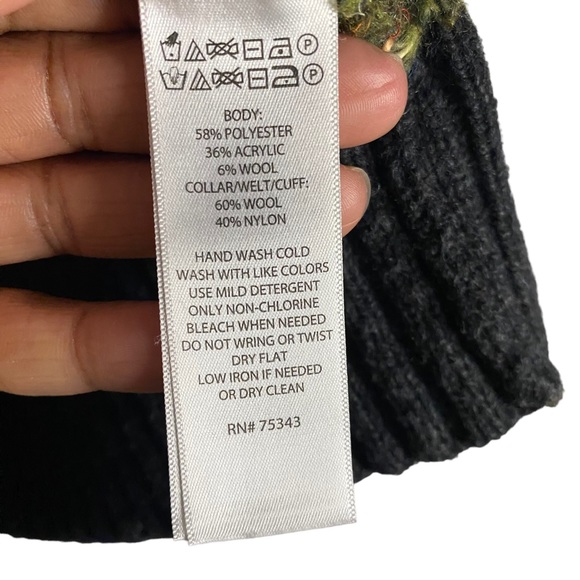 BODY:
58% POLYESTER
36% ACRYLIC
6% WOOL
COLLAR/WELT/CUFF:
60% WOOL
40% NYLON
HAND WASH COLD
WASH WITH LIKE COLORS
USE MILD DETERGENT
ONLY NON-CHLORINE
BLEACH WHEN NEEDED
DO NOT WRING OR TWIST
DRY FLAT
LOW IRON IF NEEDED
OR DRY CLEAN
RN# 75343